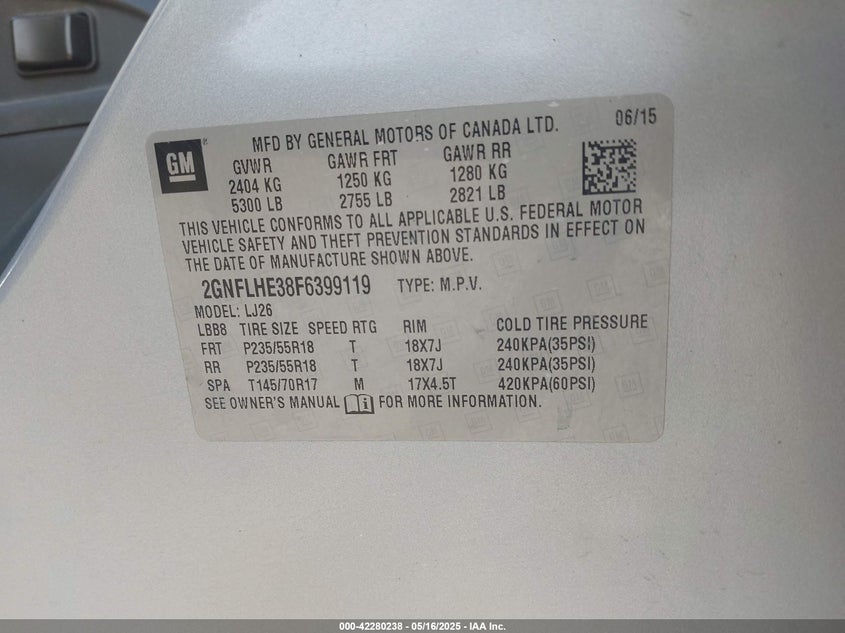 GM
MFD BY GENERAL MOTORS OF CANADA LTD. 06/15
GVWR GAWR FRT GAWR RR
2404 KG 1250 KG 1280 KG
5300 LB 2755 LB 2821 LB
THIS VEHICLE CONFORMS TO ALL APPLICABLE U.S. FEDERAL MOTOR
VEHICLE SAFETY AND THEFT PREVENTION STANDARDS IN EFFECT ON
THE DATE OF MANUFACTURE SHOWN ABOVE.
2GNFLHE38F6399119 TYPE: M.P.V.
MODEL: LJ26
LBB8 TIRE SIZE SPEED RTG RIM COLD TIRE PRESSURE
FRT P235/55R18 T 18X7J 240KPA(35PSI)
RR P235/55R18 T 18X7J 240KPA(35PSI)
SPA T145/70R17 M 17X4.5T 420KPA(60PSI)
SEE OWNER'S MANUAL i FOR MORE INFORMATION.
000-42280238 - 05/16/2025 - IAA Inc.